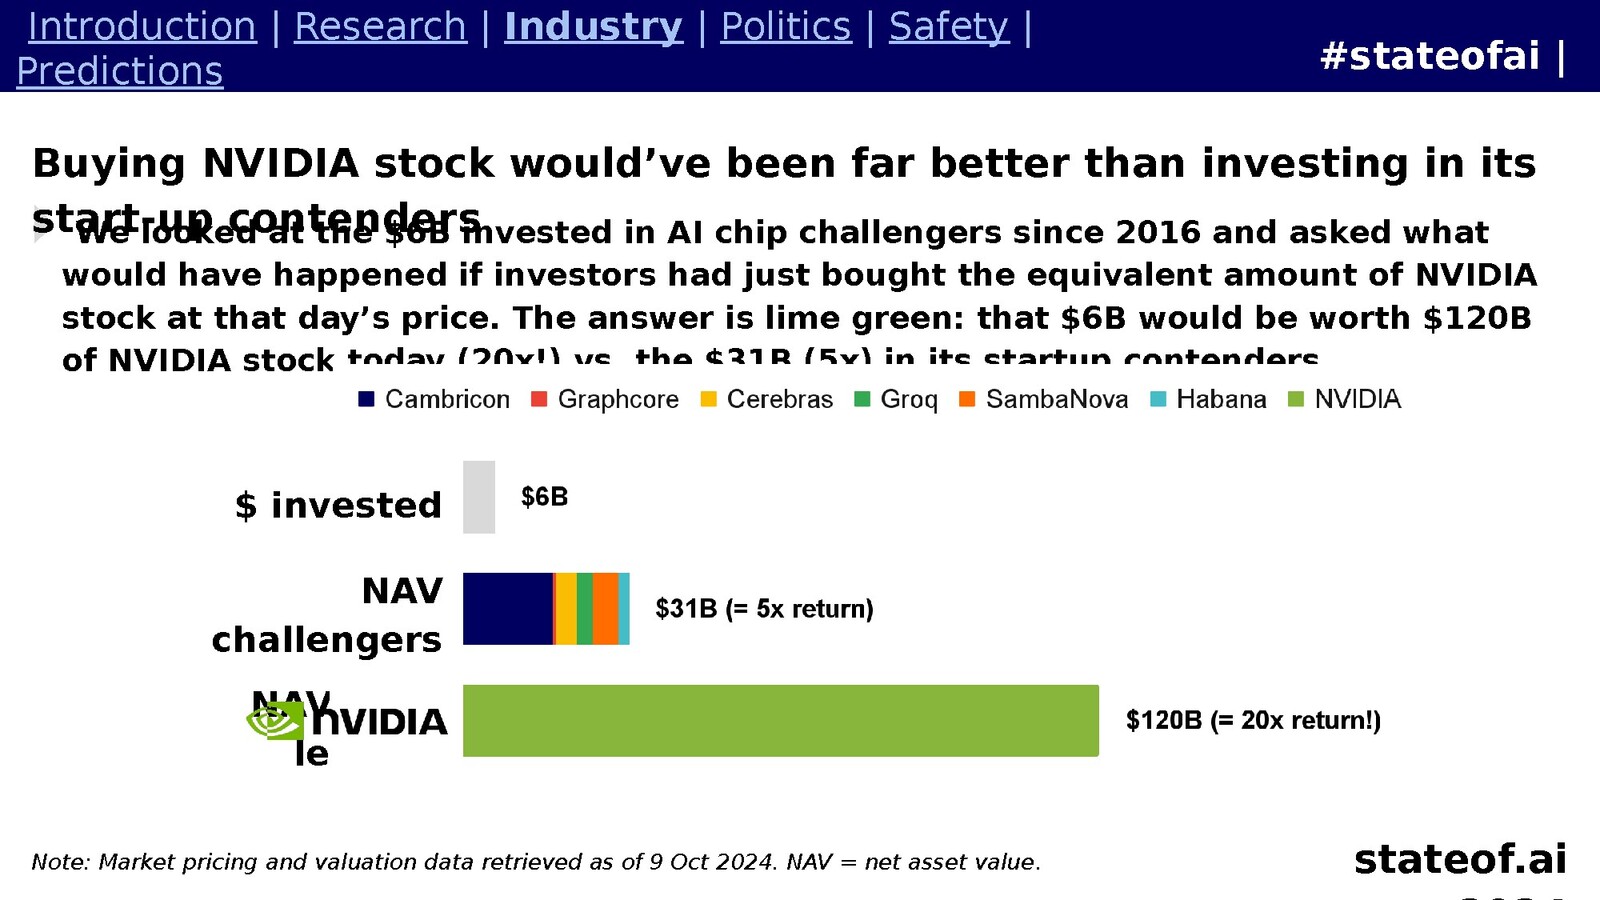 Introduction | Research | Industry | Politics | Safety |
Predictions
#stateofai |
Buying NVIDIA stock would’ve been far better than investing in its
start-up contenders
We looked at the $6B invested in AI chip challengers since 2016 and asked what
would have happened if investors had just bought the equivalent amount of NVIDIA
stock at that day’s price. The answer is lime green: that $6B would be worth $120B
of NVIDIA stock today (20x!) vs. the $31B (5x) in its startup contenders
Cambricon Graphcore Cerebras Groq SambaNova Habana NVIDIA
$ invested
$6B
NAV
challengers
$31B (= 5x return)
NAV
nVIDIA
le
$120B (= 20x return!)
Note: Market pricing and valuation data retrieved as of 9 Oct 2024. NAV = net asset value.
stateof.ai